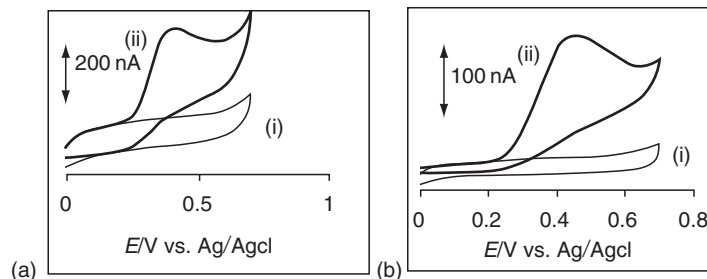 (ii)
200 nA
(i)
0 0.5 1
E/V vs. Ag/Agcl
(a)
(ii)
100 nA
(i)
0 0.2 0.4 0.6 0.8
E/V vs. Ag/Agcl
(b)